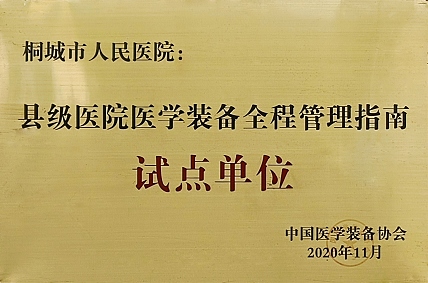 桐城市人民医院：
县级医院医学装备全程管理指南
试点单位
中国医学装备协会
2020年11月